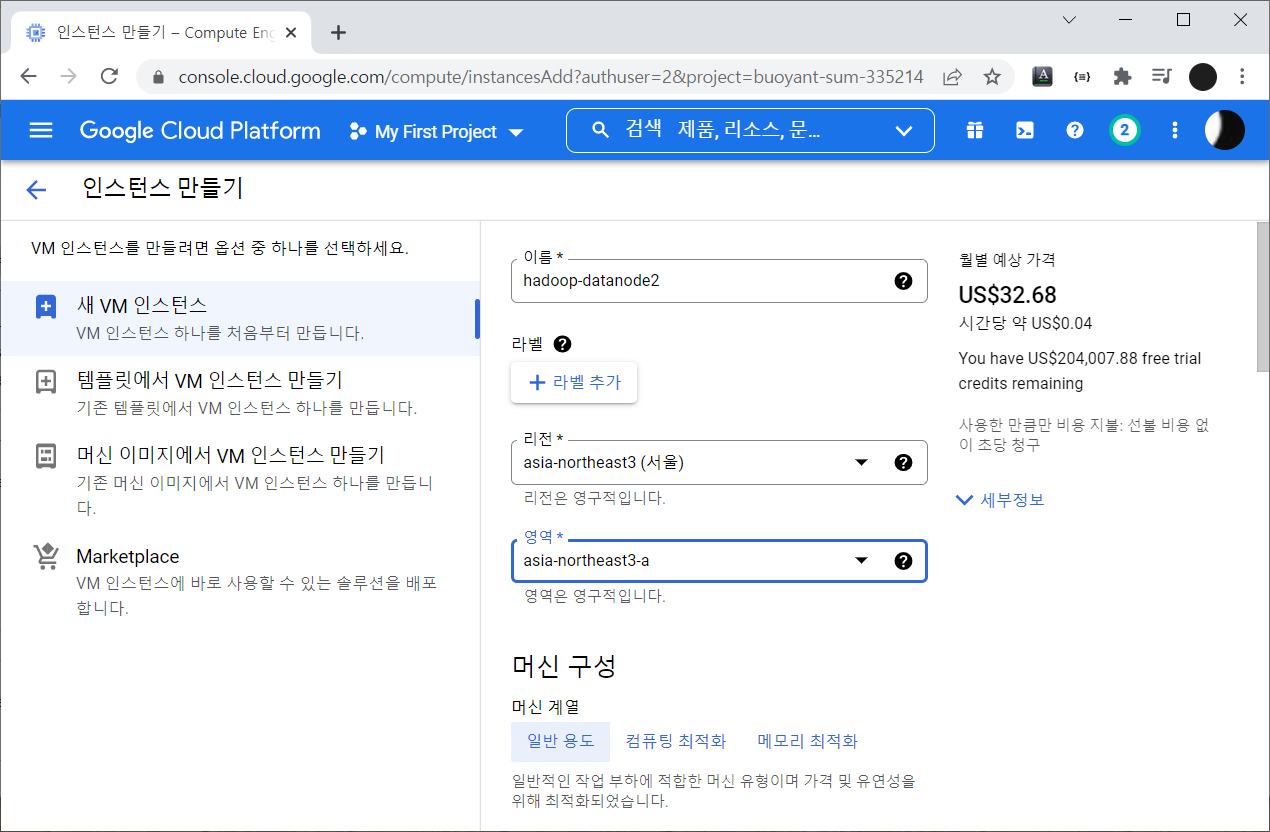 인스턴스 만들기 – Compute Eng
console.cloud.google.com/compute/instancesAdd?authuser=2&project=buoyant-sum-335214
Google Cloud Platform
My First Project
검색 제품, 리소스, 문...
2
인스턴스 만들기
VM 인스턴스를 만들려면 옵션 중 하나를 선택하세요.
새 VM 인스턴스
VM 인스턴스 하나를 처음부터 만듭니다.
템플릿에서 VM 인스턴스 만들기
기존 템플릿에서 VM 인스턴스 하나를 만듭니다.
머신 이미지에서 VM 인스턴스 만들기
기존 머신 이미지에서 VM 인스턴스 하나를 만듭니
다.
Marketplace
VM 인스턴스에 바로 사용할 수 있는 솔루션을 배포
합니다.
이름 *
hadoop-datanode2
라벨
라벨 추가
리전 *
asia-northeast3 (서울)
리전은 영구적입니다.
영역 *
asia-northeast3-a
영역은 영구적입니다.
머신 구성
머신 계열
일반 용도 컴퓨팅 최적화 메모리 최적화
일반적인 작업 부하에 적합한 머신 유형이며 가격 및 유연성을
위해 최적화되었습니다.
월별 예상 가격
US$32.68
시간당 약 US$0.04
You have US$204,007.88 free trial
credits remaining
사용한 만큼만 비용 지불: 선불 비용 없
이 초당 청구
세부정보